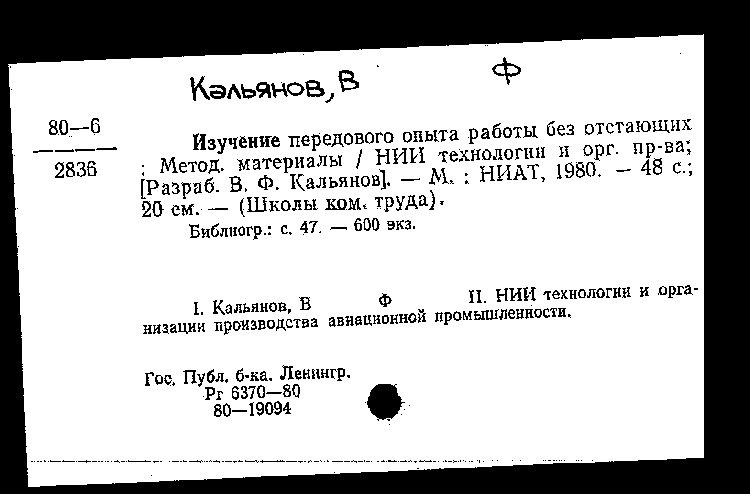 Кальянов, В Ф
80—6
2836
Изучение передового опыта работы без отстающих
: Метод. материалы / НИИ технологии и орг. пр-ва;
[Разраб. В. Ф. Кальянов]. — М. : НИАТ, 1980. — 48 с.;
20 см. — (Школы ком. труда).
Библиогр.: с. 47. — 600 экз.
I. Кальянов, В Ф II. НИИ технологии и орга-
низации производства авиационной промышленности.
Гос. Публ. б-ка. Ленингр.
Рг 6370—80
80—19094